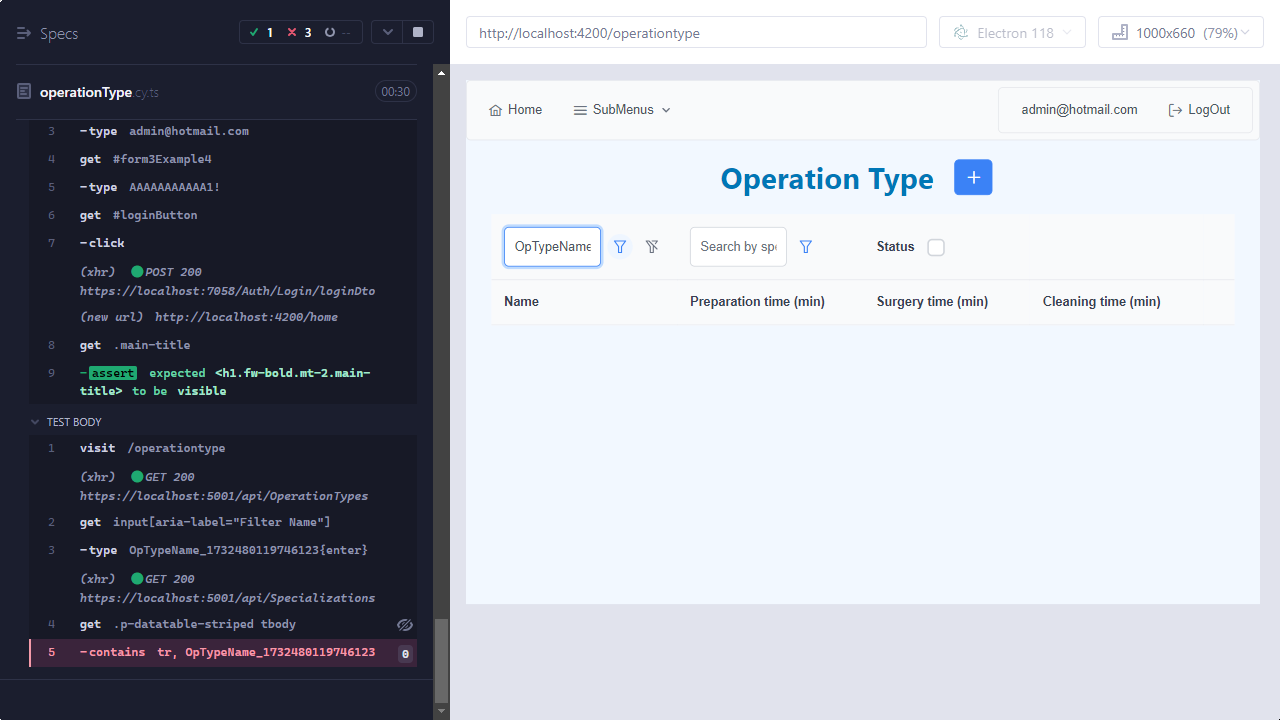 Specs
1
3
--
operationType.cy.ts
00:30
3 -type admin@hotmail.com
4 get #form3Example4
5 -type AAAAAAAAAAA1!
6 get #loginButton
7 -click
(xhr) POST 200
https://localhost:7058/Auth/Login/loginDto
(new url) http://localhost:4200/home
8 get .main-title
9 -assert expected <h1.fw-bold.mt-2.main-
title> to be visible
TEST BODY
1 visit /operationtype
(xhr) GET 200
https://localhost:5001/api/OperationTypes
2 get input[aria-label="Filter Name"]
3 -type OpTypeName_1732480119746123{enter}
(xhr) GET 200
https://localhost:5001/api/Specializations
4 get .p-datatable-striped tbody
5 -contains tr, OpTypeName_1732480119746123 0
http://localhost:4200/operationtype
Electron 118
1000x660 (79%)
Home
SubMenus
admin@hotmail.com
LogOut
Operation Type
+
OpTypeName
Search by spe
Status
Name Preparation time (min) Surgery time (min) Cleaning time (min)